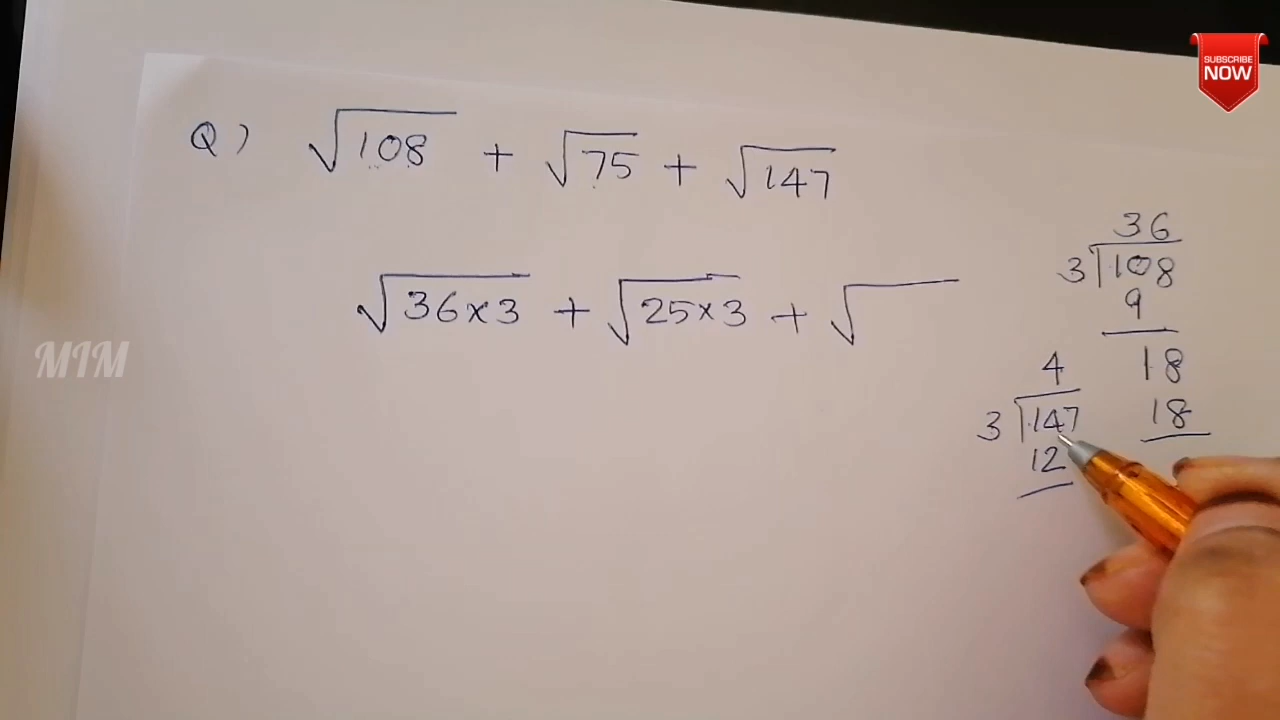 SUBSCRIBE
NOW
Q) √108 + √75 + √147
√36×3 + √25×3 + √
MIM
36
3 108
9
18
18
4
3 147
12